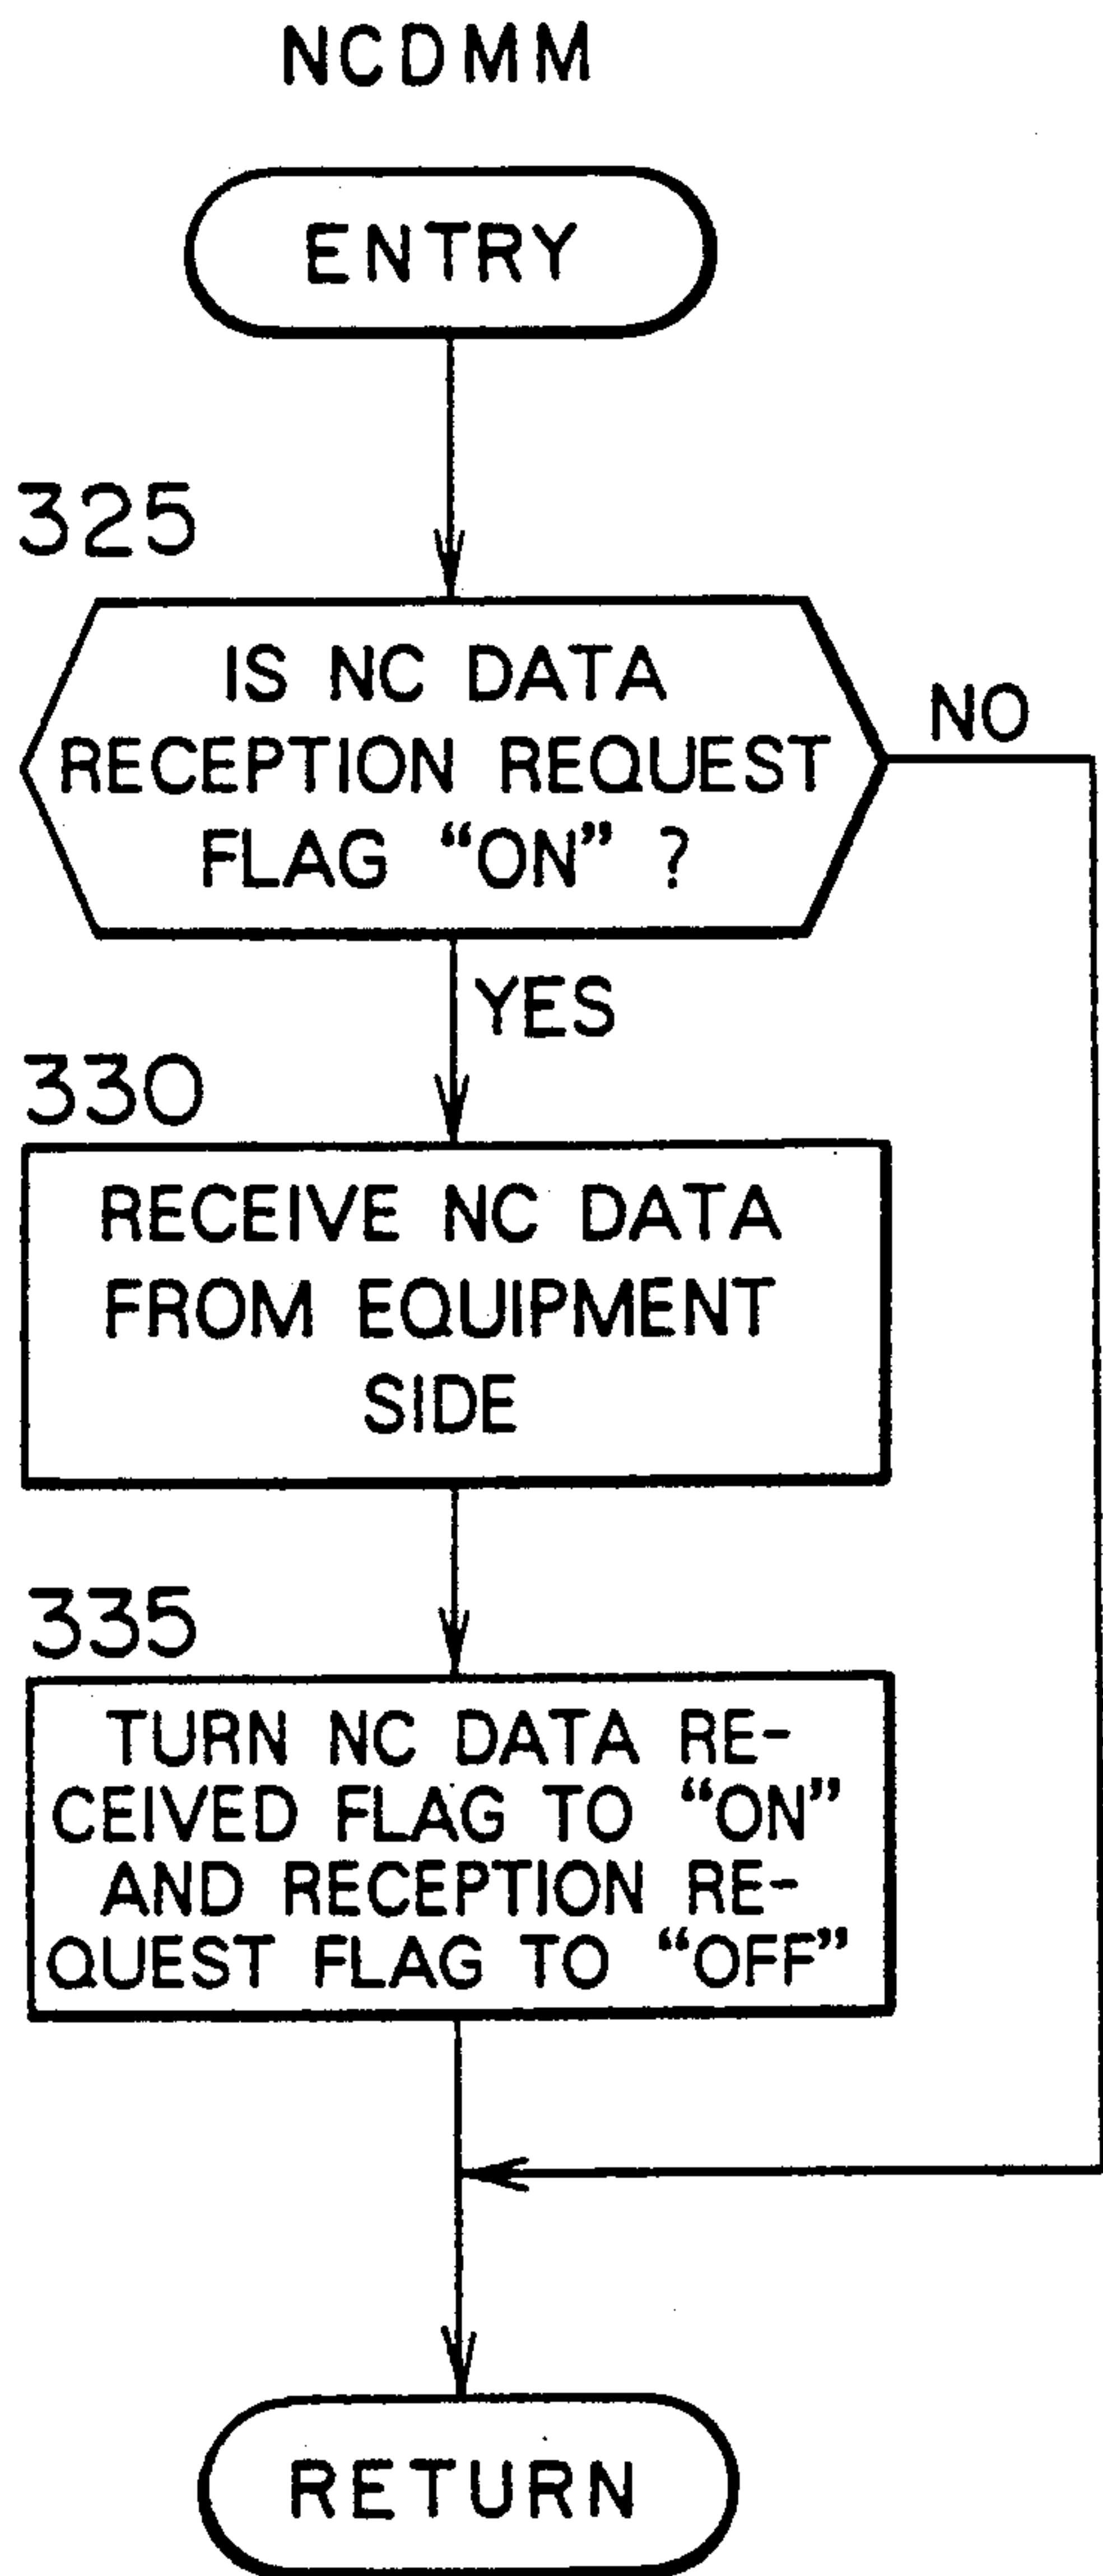 NCDMM
ENTRY
325
IS NC DATA
RECEPTION REQUEST
FLAG “ON” ?
NO
YES
330
RECEIVE NC DATA
FROM EQUIPMENT
SIDE
335
TURN NC DATA RE-
CEIVED FLAG TO “ON”
AND RECEPTION RE-
QUEST FLAG TO “OFF”
RETURN